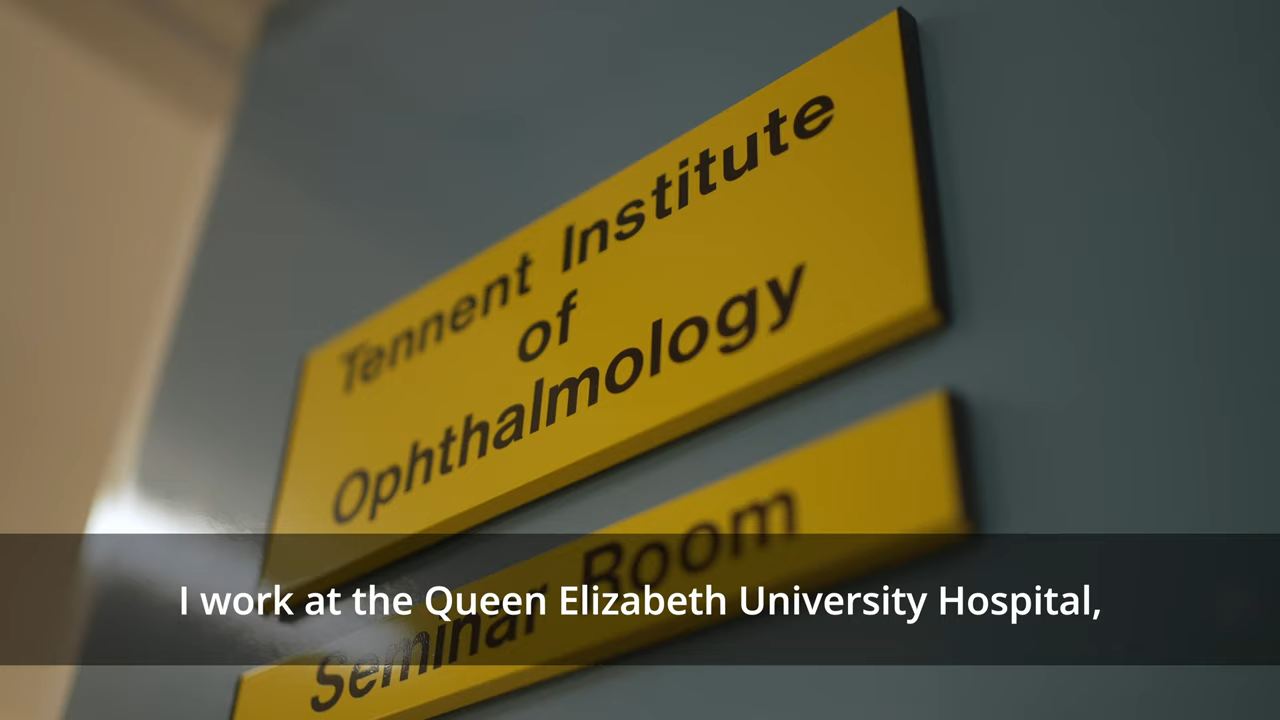 Tennent Institute
of
Ophthalmology
Seminar Room
I work at the Queen Elizabeth University Hospital,